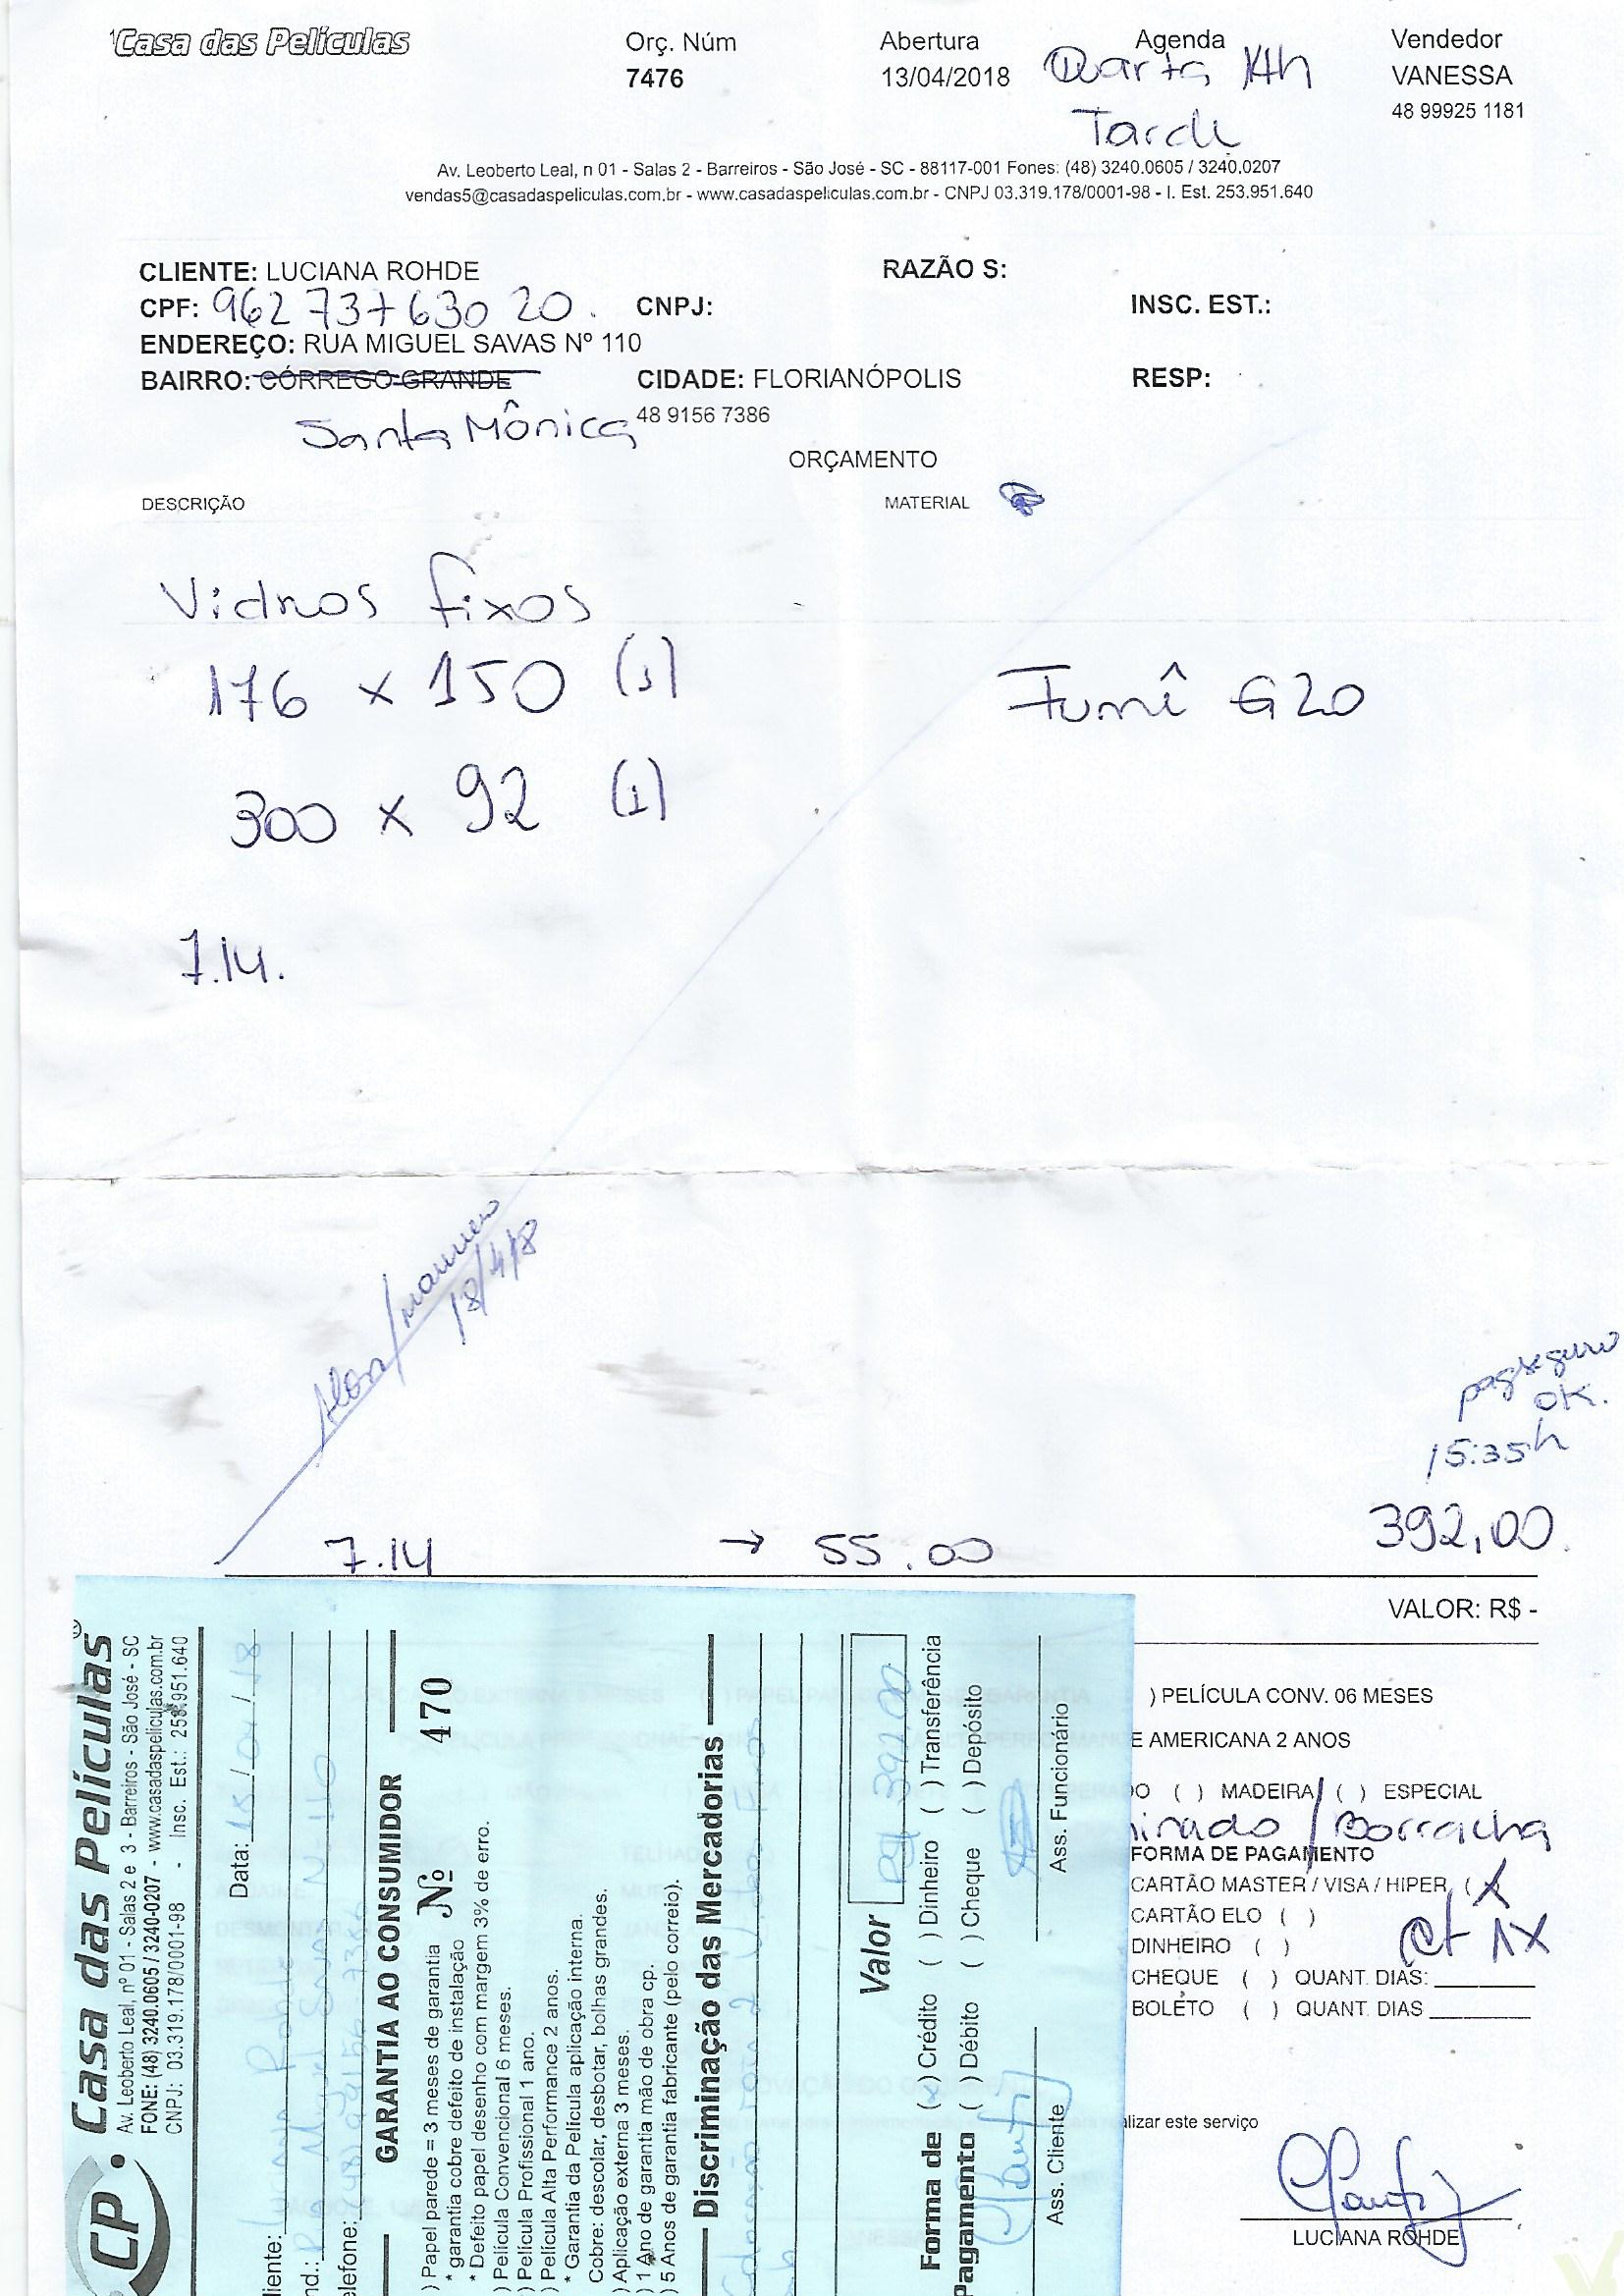 Casa das Películas
Orç. Núm
7476
Abertura
13/04/2018
Agenda
Quarta 14h
Tarde
Vendedor
VANESSA
48 99925 1181
Av. Leoberto Leal, n 01 - Salas 2 - Barreiros - São José - SC - 88117-001 Fones: (48) 3240.0605 / 3240.0207
vendas5@casadaspeliculas.com.br - www.casadaspeliculas.com.br - CNPJ 03.319.178/0001-98 - I. Est. 253.951.640
CLIENTE: LUCIANA ROHDE
RAZÃO S:
CPF: 962 737 630 20.
CNPJ:
INSC. EST.:
ENDEREÇO: RUA MIGUEL SAVAS Nº 110
BAIRRO: CÓRREGO GRANDE
CIDADE: FLORIANÓPOLIS
RESP:
Santa Mônica
48 9156 7386
ORÇAMENTO
DESCRIÇÃO
MATERIAL
Vidros fixos
176 x 150 (1)
Fumê G20
300 x 92 (1)
7.14.
18/4/18
pagseguro
OK.
15:35h
392,00.
7.14 → 55.00
VALOR: R$ -
) PELÍCULA CONV. 06 MESES
E AMERICANA 2 ANOS
DO ( ) MADEIRA ( ) ESPECIAL
inado / Borracha
FORMA DE PAGAMENTO
CARTÃO MASTER / VISA / HIPER (X
CARTÃO ELO ( )
DINHEIRO ( )
ct 1X
CHEQUE ( ) QUANT. DIAS:
BOLETO ( ) QUANT. DIAS
alizar este serviço
LUCIANA ROHDE
CP. Casa das Películas
Av. Leoberto Leal, nº 01 - Salas 2 e 3 - Barreiros - São José - SC
FONE: (48) 3240.0605 / 3240-0207 - www.casadaspeliculas.com.br
CNPJ: 03.319.178/0001-98 - Insc. Est.: 253.951.640
Data: 18/04/18
liente:
nd.:
elefone:
GARANTIA AO CONSUMIDOR Nº 470
) Papel parede = 3 meses de garantia
* garantia cobre defeito de instalação
* Defeito papel desenho com margem 3% de erro.
) Película Convencional 6 meses.
) Película Profissional 1 ano.
) Película Alta Performance 2 anos.
* Garantia da Película aplicação interna.
Cobre: descolar, desbotar, bolhas grandes.
) Aplicação externa 3 meses.
) 1 Ano de garantia mão de obra cp.
) 5 Anos de garantia fabricante (pelo correio).
Discriminação das Mercadorias
Valor R$ 392,00
Forma de Pagamento
(x) Crédito ( ) Dinheiro ( ) Transferência
( ) Débito ( ) Cheque ( ) Depósito
Ass. Cliente
Ass. Funcionário